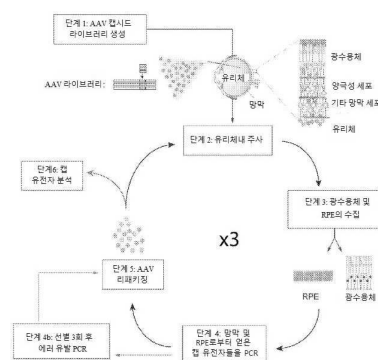 단계 1: AAV 캡시드
라이브러리 생성
AAV 라이브러리:
유리체
망막
광수용체
양극성 세포
기타 망막 세포
유리체
단계 2: 유리체내 주사
단계 3: 광수용체 및
RPE의 수집
RPE
광수용체
단계 4: 망막 및
RPE로부터 얻은
캡 유전자들을 PCR
단계 4b: 선별 3회 후
에러 유발 PCR
단계 5: AAV
리패키징
단계6: 캡
유전자 분석
x3